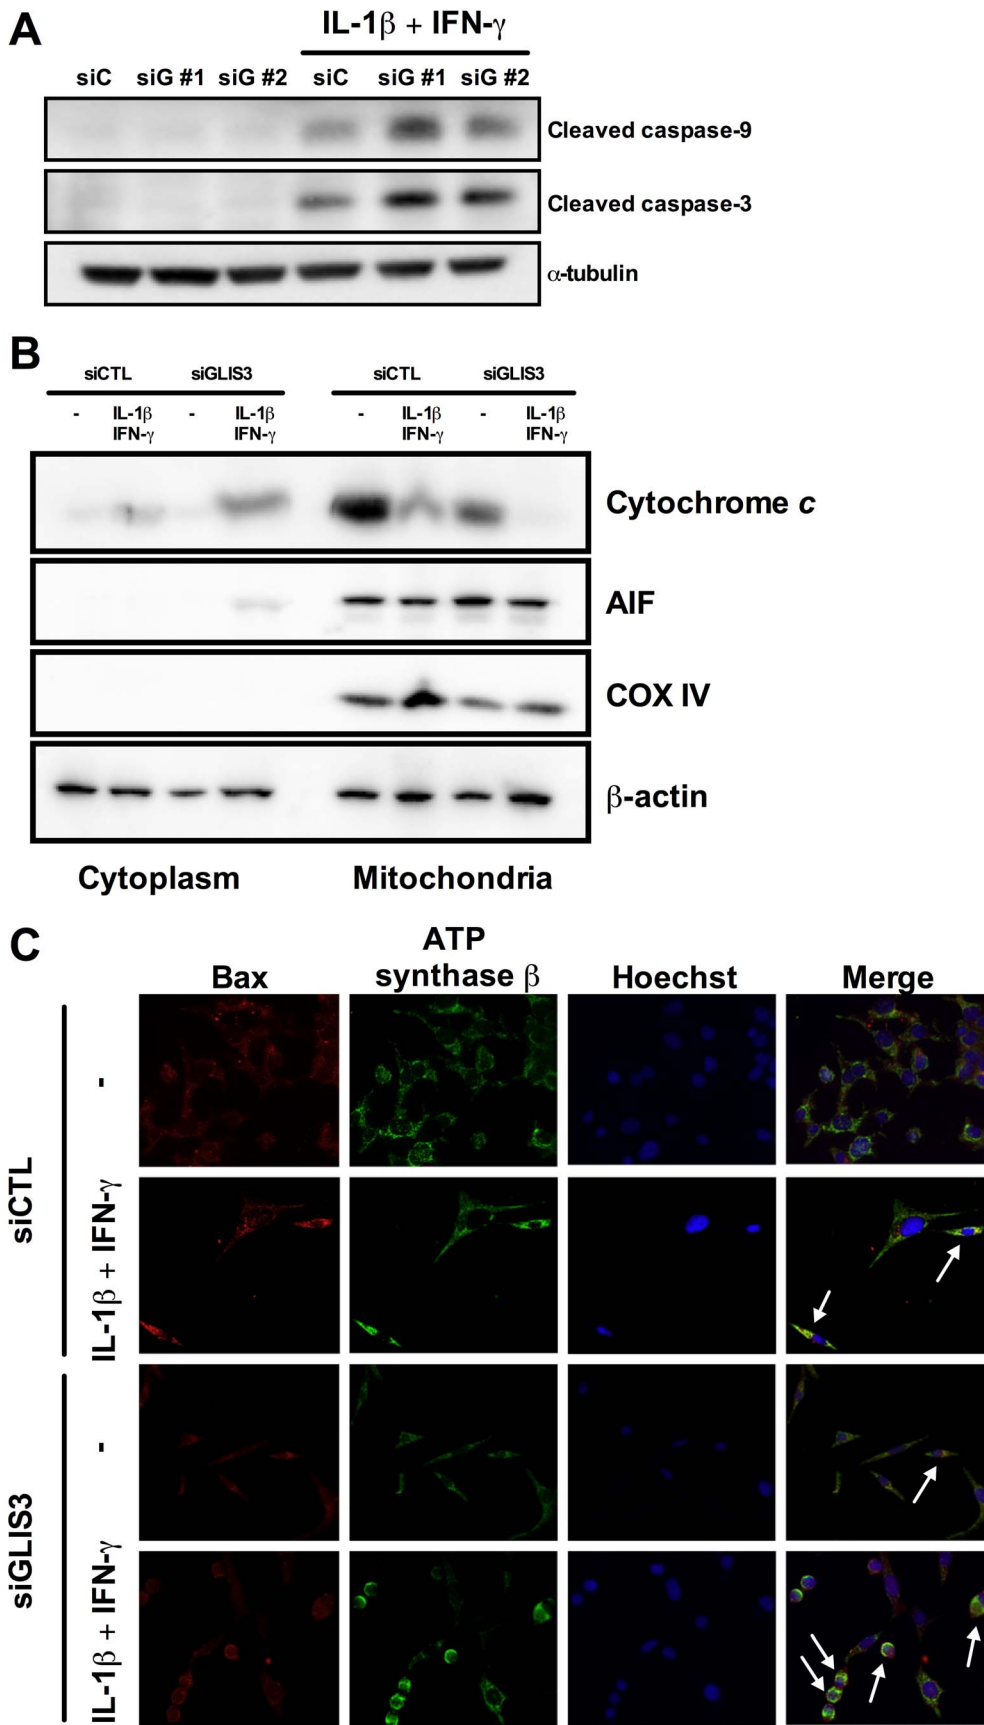 A
IL-1β + IFN-γ
siC siG #1 siG #2 siC siG #1 siG #2
Cleaved caspase-9
Cleaved caspase-3
α-tubulin
B
siCTL siGLIS3 siCTL siGLIS3
- IL-1β - IL-1β - IL-1β - IL-1β
IFN-γ IFN-γ IFN-γ IFN-γ
Cytochrome c
AIF
COX IV
β-actin
Cytoplasm Mitochondria
C
Bax ATP synthase β Hoechst Merge
siCTL
-
IL-1β + IFN-γ
siGLIS3
-
IL-1β + IFN-γ